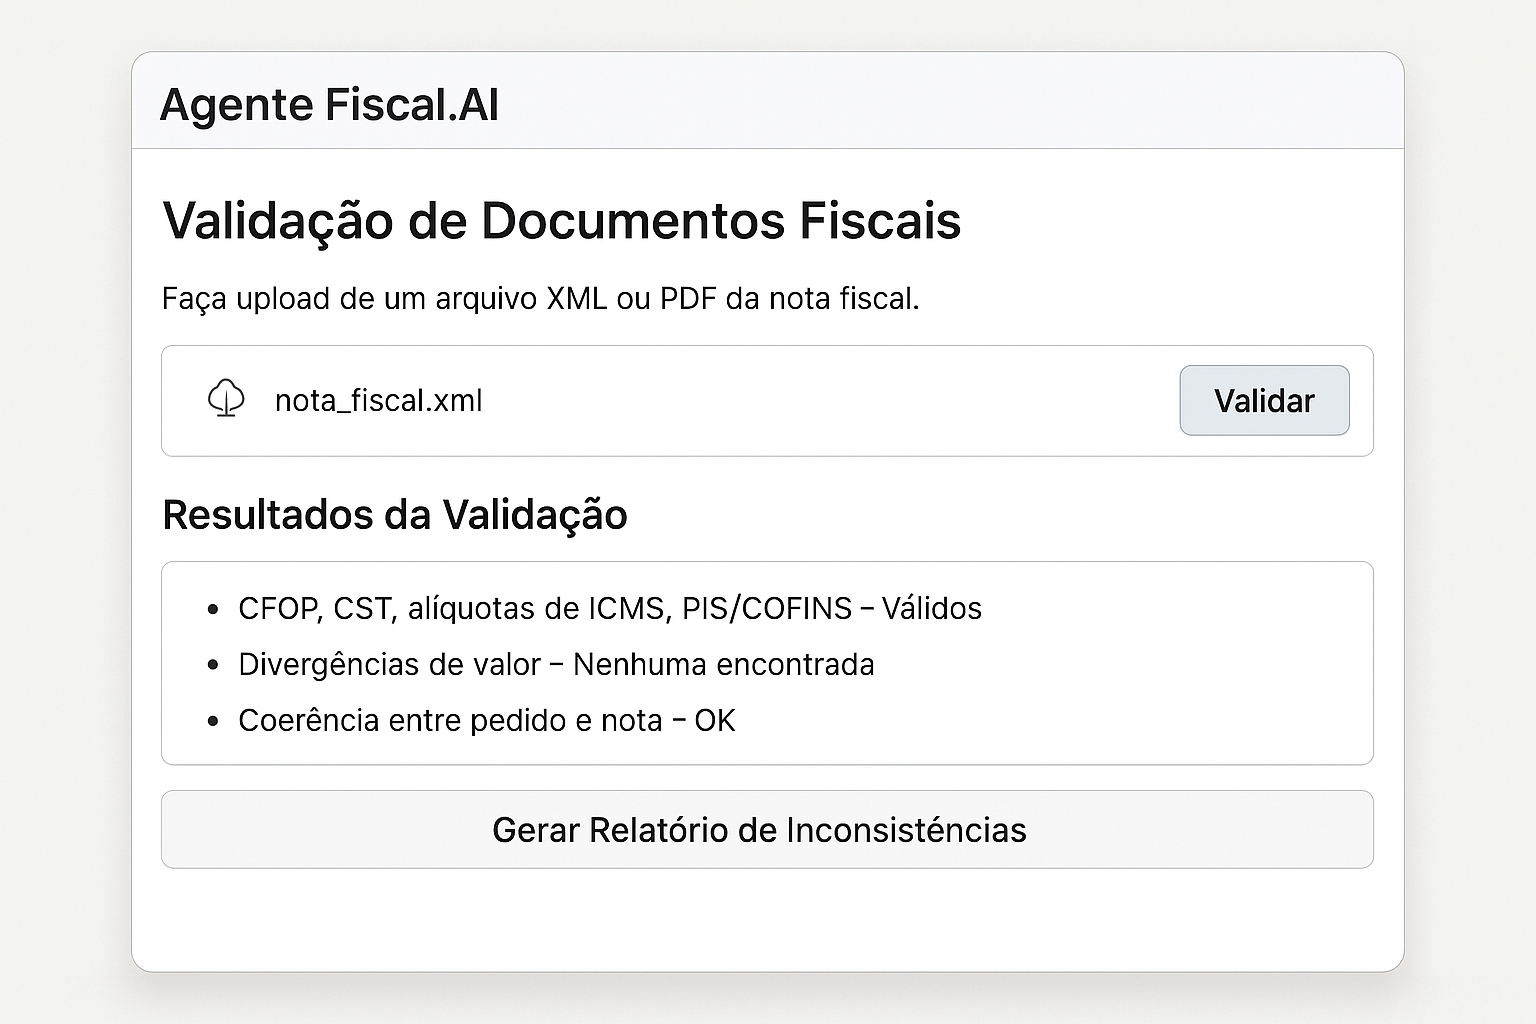 Agente Fiscal.AI
Validação de Documentos Fiscais
Faça upload de um arquivo XML ou PDF da nota fiscal.
nota_fiscal.xml
Validar
Resultados da Validação
• CFOP, CST, alíquotas de ICMS, PIS/COFINS – Válidos
• Divergências de valor – Nenhuma encontrada
• Coerência entre pedido e nota – OK
Gerar Relatório de Inconsisténcias